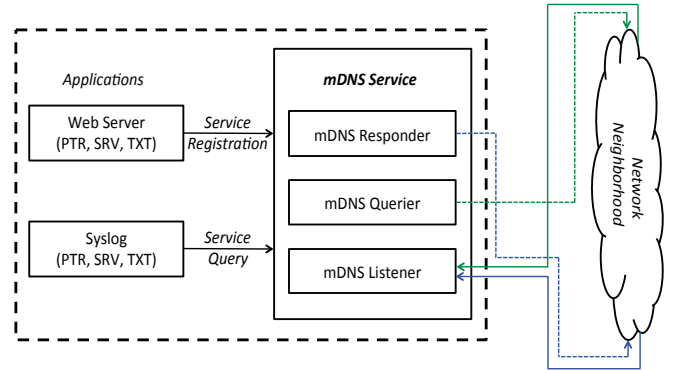 Applications
mDNS Service
Web Server
(PTR, SRV, TXT)
Service
Registration
mDNS Responder
mDNS Querier
Syslog
(PTR, SRV, TXT)
Service
Query
mDNS Listener
Network
Neighborhood